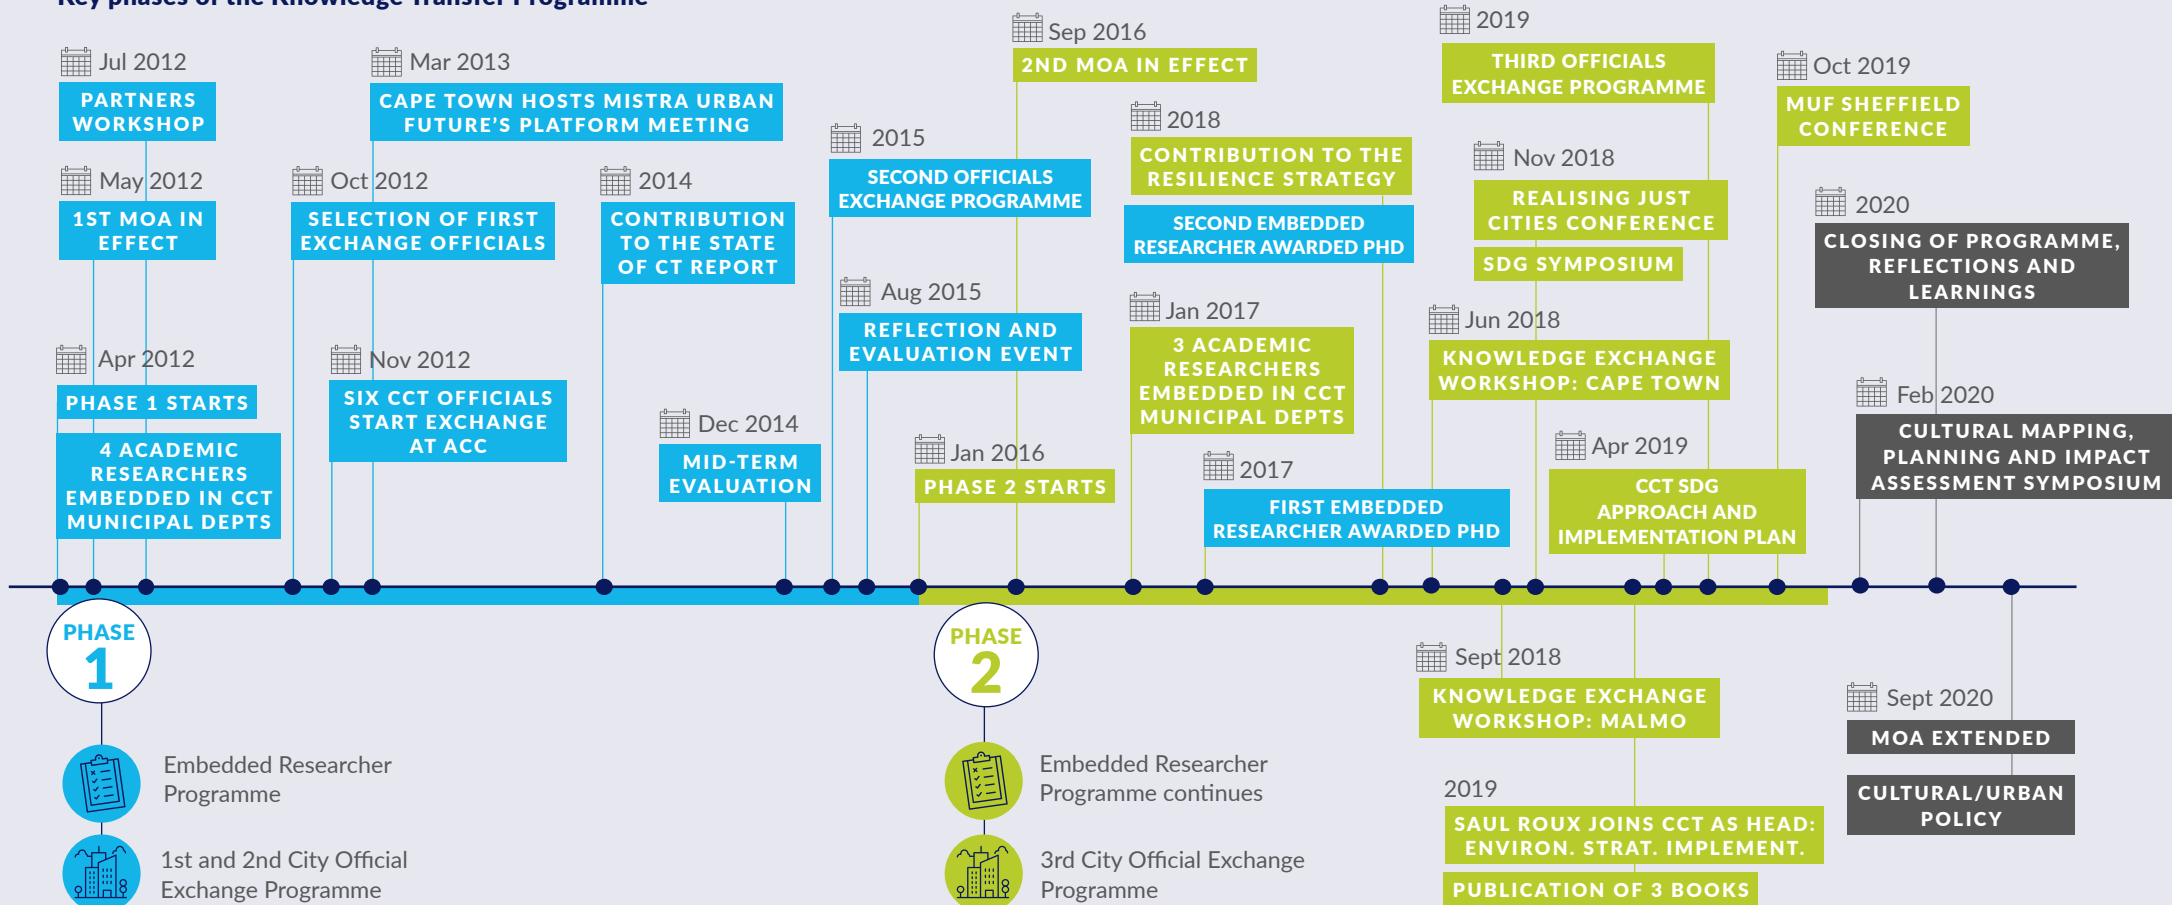 Key phases of the Knowledge Transfer Programme
Jul 2012
PARTNERS
WORKSHOP
May 2012
1ST MOA IN
EFFECT
Apr 2012
PHASE 1 STARTS
4 ACADEMIC
RESEARCHERS
EMBEDDED IN CCT
MUNICIPAL DEPTS
Mar 2013
CAPE TOWN HOSTS MISTRA URBAN
FUTURE'S PLATFORM MEETING
Oct 2012
SELECTION OF FIRST
EXCHANGE OFFICIALS
Nov 2012
SIX CCT OFFICIALS
START EXCHANGE
AT ACC
2014
CONTRIBUTION
TO THE STATE
OF CT REPORT
Dec 2014
MID-TERM
EVALUATION
2015
SECOND OFFICIALS
EXCHANGE PROGRAMME
Aug 2015
REFLECTION AND
EVALUATION EVENT
Jan 2016
PHASE 2 STARTS
Sep 2016
2ND MOA IN EFFECT
2018
CONTRIBUTION TO THE
RESILIENCE STRATEGY
SECOND EMBEDDED
RESEARCHER AWARDED PHD
Jan 2017
3 ACADEMIC
RESEARCHERS
EMBEDDED IN CCT
MUNICIPAL DEPTS
2017
FIRST EMBEDDED
RESEARCHER AWARDED PHD
2019
THIRD OFFICIALS
EXCHANGE PROGRAMME
Nov 2018
REALISING JUST
CITIES CONFERENCE
SDG SYMPOSIUM
Jun 2018
KNOWLEDGE EXCHANGE
WORKSHOP: CAPE TOWN
Apr 2019
CCT SDG
APPROACH AND
IMPLEMENTATION PLAN
Oct 2019
MUF SHEFFIELD
CONFERENCE
2020
CLOSING OF PROGRAMME,
REFLECTIONS AND
LEARNINGS
Feb 2020
CULTURAL MAPPING,
PLANNING AND IMPACT
ASSESSMENT SYMPOSIUM
PHASE
1
Embedded Researcher
Programme
1st and 2nd City Official
Exchange Programme
PHASE
2
Embedded Researcher
Programme continues
3rd City Official Exchange
Programme
Sept 2018
KNOWLEDGE EXCHANGE
WORKSHOP: MALMO
2019
SAUL ROUX JOINS CCT AS HEAD:
ENVIRON. STRAT. IMPLEMENT.
PUBLICATION OF 3 BOOKS
Sept 2020
MOA EXTENDED
CULTURAL/URBAN
POLICY